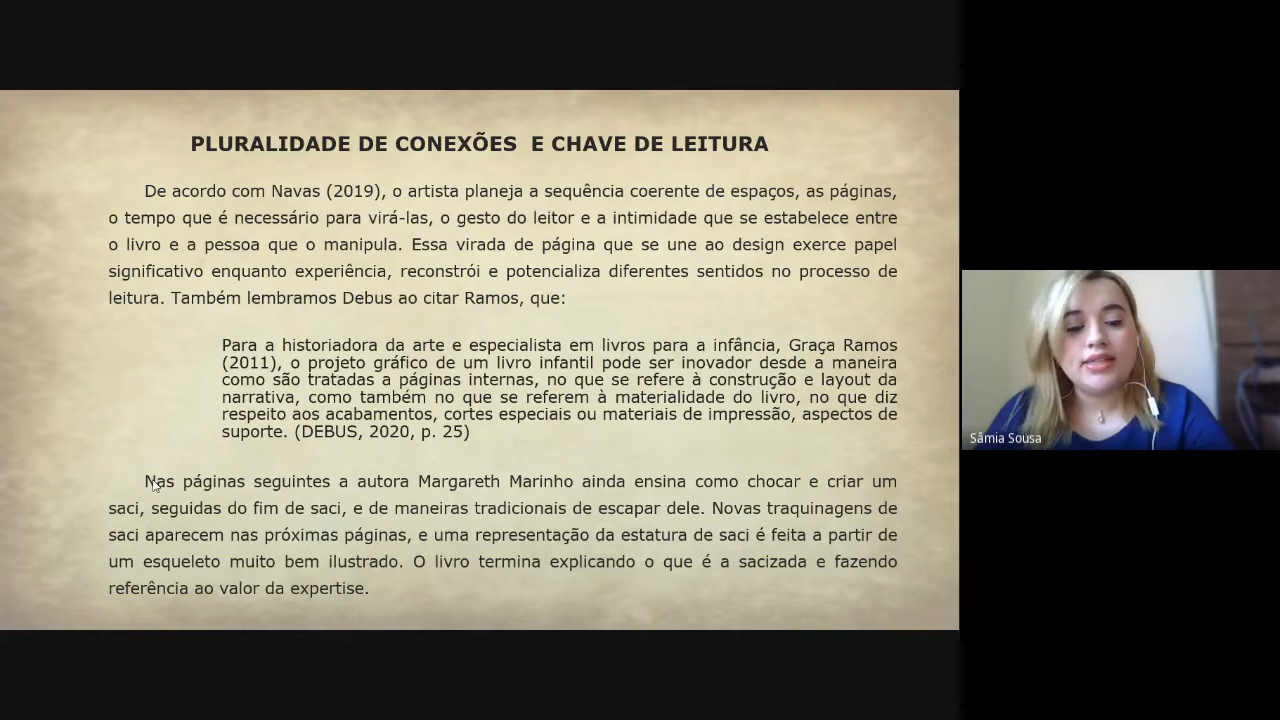 PLURALIDADE DE CONEXÕES E CHAVE DE LEITURA
De acordo com Navas (2019), o artista planeja a sequência coerente de espaços, as páginas,
o tempo que é necessário para virá-las, o gesto do leitor e a intimidade que se estabelece entre
o livro e a pessoa que o manipula. Essa virada de página que se une ao design exerce papel
significativo enquanto experiência, reconstrói e potencializa diferentes sentidos no processo de
leitura. Também lembramos Debus ao citar Ramos, que:
Para a historiadora da arte e especialista em livros para a infância, Graça Ramos
(2011), o projeto gráfico de um livro infantil pode ser inovador desde a maneira
como são tratadas a páginas internas, no que se refere à construção e layout da
narrativa, como também no que se referem à materialidade do livro, no que diz
respeito aos acabamentos, cortes especiais ou materiais de impressão, aspectos de
suporte. (DEBUS, 2020, p. 25)
Nas páginas seguintes a autora Margareth Marinho ainda ensina como chocar e criar um
saci, seguidas do fim de saci, e de maneiras tradicionais de escapar dele. Novas traquinagens de
saci aparecem nas próximas páginas, e uma representação da estatura de saci é feita a partir de
um esqueleto muito bem ilustrado. O livro termina explicando o que é a sacizada e fazendo
referência ao valor da expertise.
Sâmia Sousa